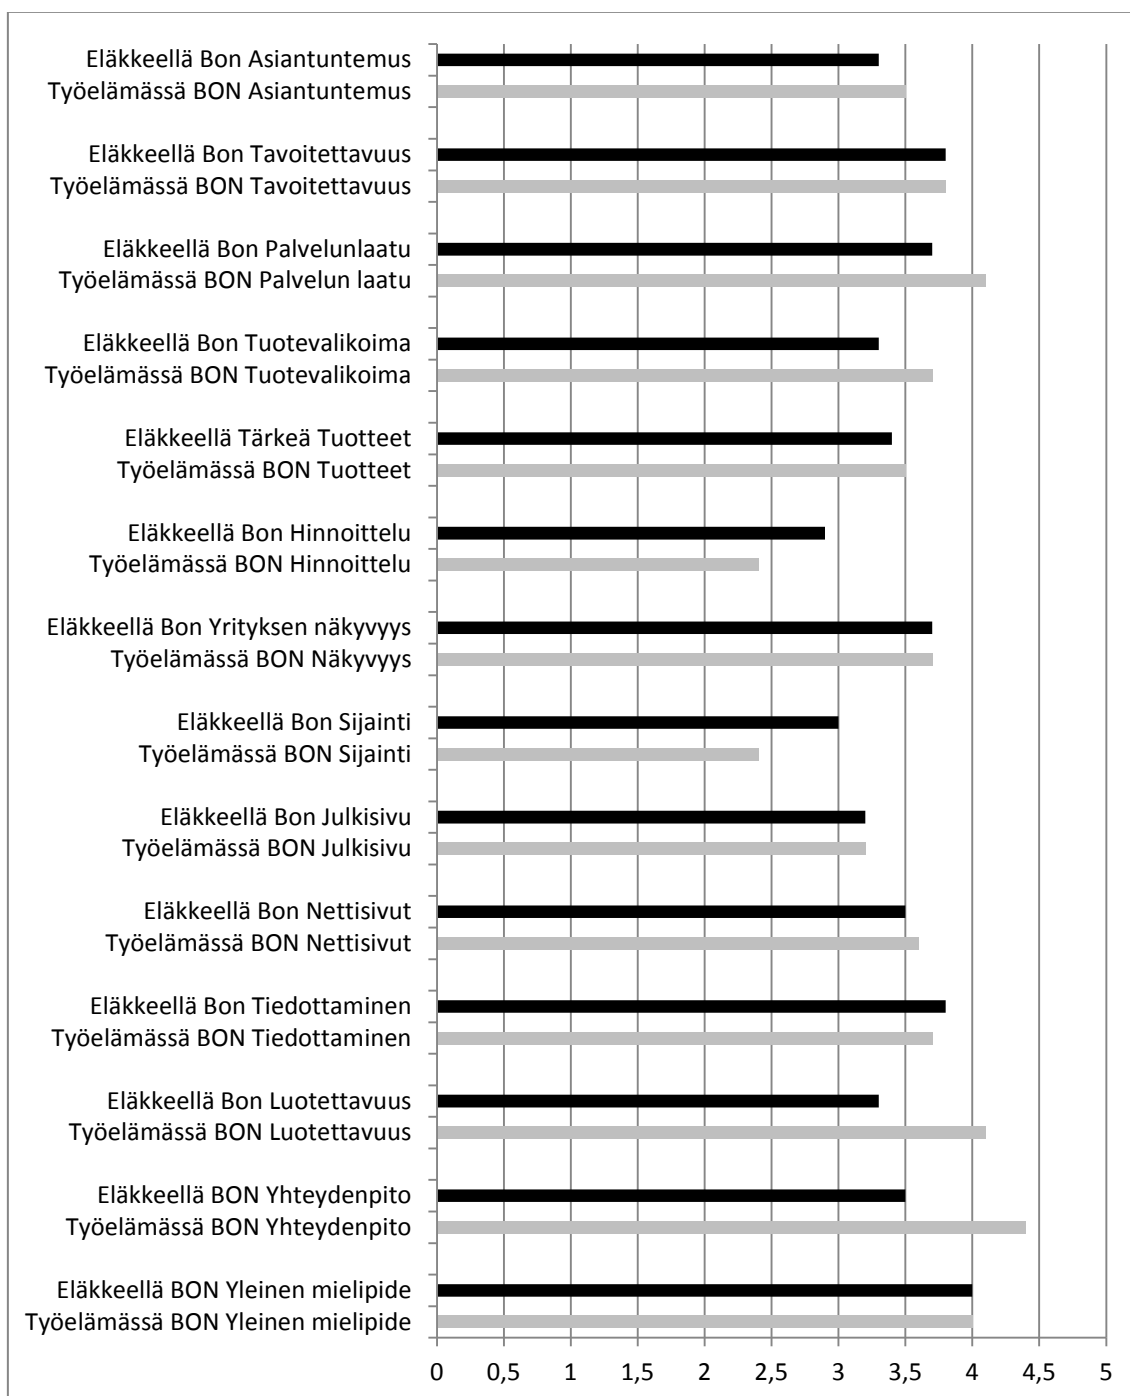 Eläkkeellä Bon Asiantuntemus
Työelämässä BON Asiantuntemus
Eläkkeellä Bon Tavoitettavuus
Työelämässä BON Tavoitettavuus
Eläkkeellä Bon Palvelunlaatu
Työelämässä BON Palvelun laatu
Eläkkeellä Bon Tuotevalikoima
Työelämässä BON Tuotevalikoima
Eläkkeellä Tärkeä Tuotteet
Työelämässä BON Tuotteet
Eläkkeellä Bon Hinnoittelu
Työelämässä BON Hinnoittelu
Eläkkeellä Bon Yrityksen näkyvyys
Työelämässä BON Näkyvyys
Eläkkeellä Bon Sijainti
Työelämässä BON Sijainti
Eläkkeellä Bon Julkisivu
Työelämässä BON Julkisivu
Eläkkeellä Bon Nettisivut
Työelämässä BON Nettisivut
Eläkkeellä Bon Tiedottaminen
Työelämässä BON Tiedottaminen
Eläkkeellä Bon Luotettavuus
Työelämässä BON Luotettavuus
Eläkkeellä BON Yhteydenpito
Työelämässä BON Yhteydenpito
Eläkkeellä BON Yleinen mielipide
Työelämässä BON Yleinen mielipide
0 0,5 1 1,5 2 2,5 3 3,5 4 4,5 5